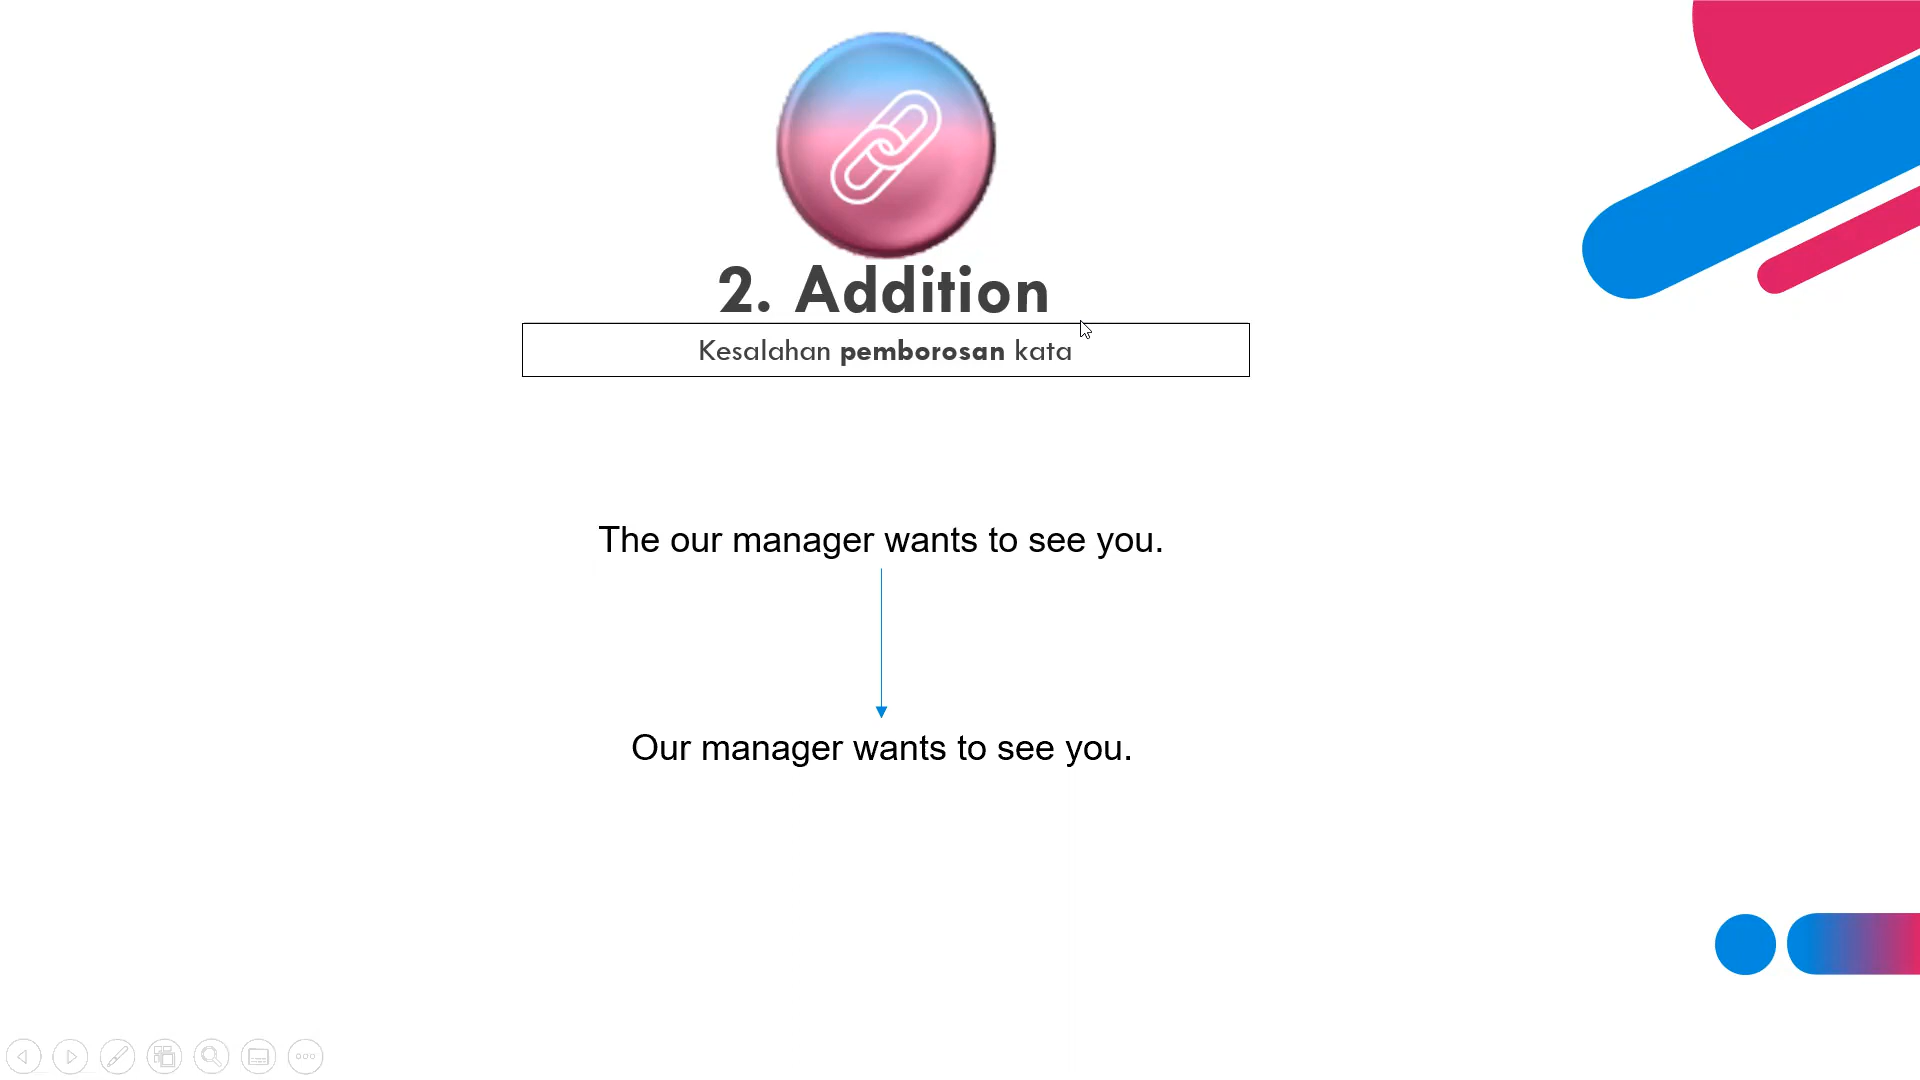 2. Addition
Kesalahan pemborosan kata
The our manager wants to see you.
Our manager wants to see you.